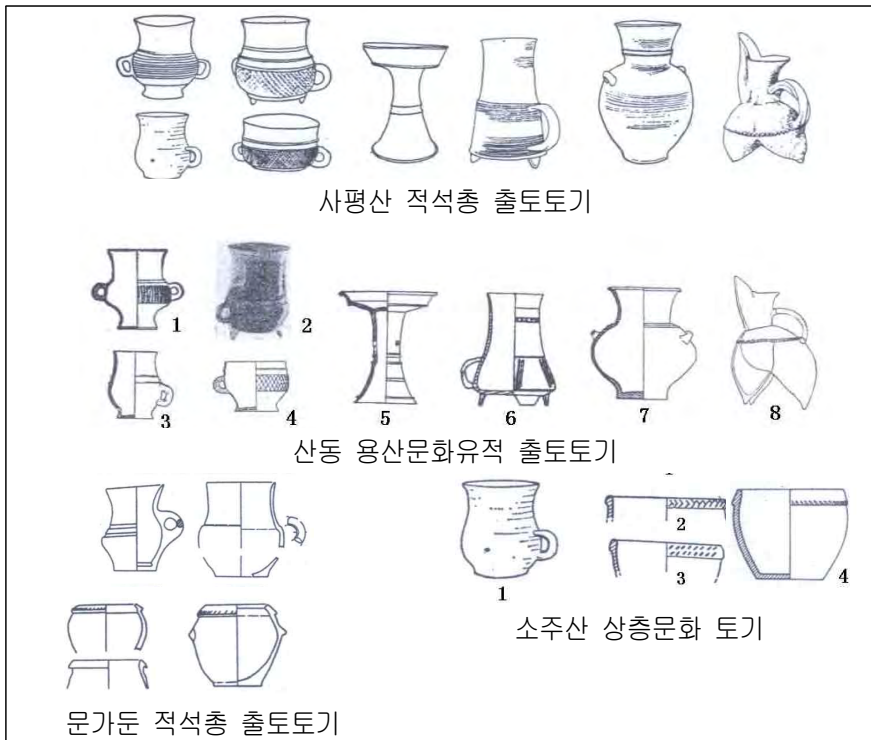 사평산 적석총 출토토기
1 2
3 4 5 6 7 8
산동 용산문화유적 출토토기
1 2 3 4
소주산 상층문화 토기
문가둔 적석총 출토토기